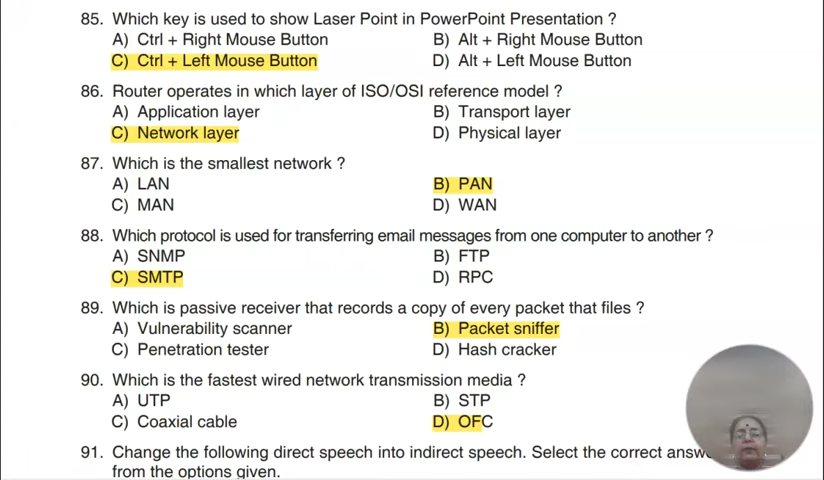 85. Which key is used to show Laser Point in PowerPoint Presentation ?
A) Ctrl + Right Mouse Button B) Alt + Right Mouse Button
C) Ctrl + Left Mouse Button D) Alt + Left Mouse Button
86. Router operates in which layer of ISO/OSI reference model ?
A) Application layer B) Transport layer
C) Network layer D) Physical layer
87. Which is the smallest network ?
A) LAN B) PAN
C) MAN D) WAN
88. Which protocol is used for transferring email messages from one computer to another ?
A) SNMP B) FTP
C) SMTP D) RPC
89. Which is passive receiver that records a copy of every packet that files ?
A) Vulnerability scanner B) Packet sniffer
C) Penetration tester D) Hash cracker
90. Which is the fastest wired network transmission media ?
A) UTP B) STP
C) Coaxial cable D) OFC
91. Change the following direct speech into indirect speech. Select the correct
from the options given.